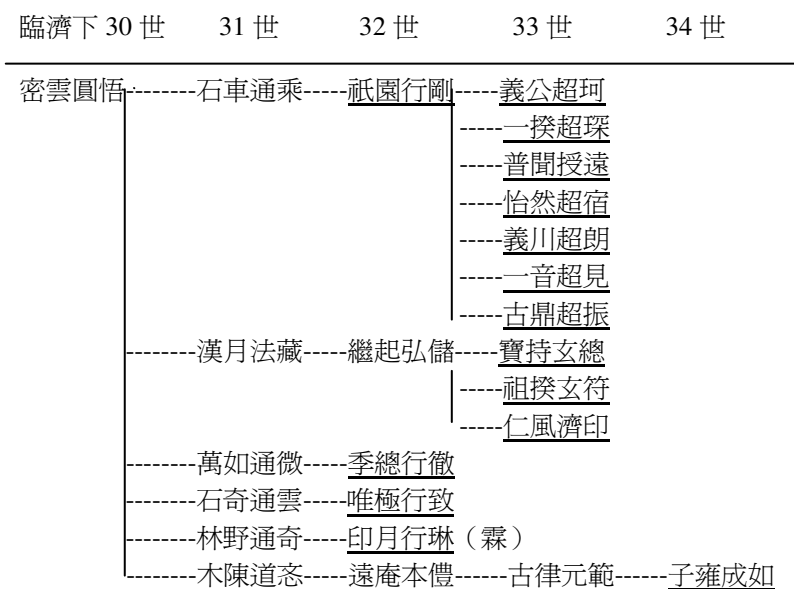 臨濟下 30 世 31 世 32 世 33 世 34 世
密雲圓悟--------石車通乘-----祇園行剛-----義公超珂
-----一揆超琛
-----普聞授遠
-----怡然超宿
-----義川超朗
-----一音超見
-----古鼎超振
--------漢月法藏-----繼起弘儲-----寶持玄總
-----祖揆玄符
-----仁風濟印
--------萬如通微-----季總行徹
--------石奇通雲-----唯極行致
--------林野通奇-----印月行琳（霖）
--------木陳道忞-----遠庵本僼------古律元範------子雍成如